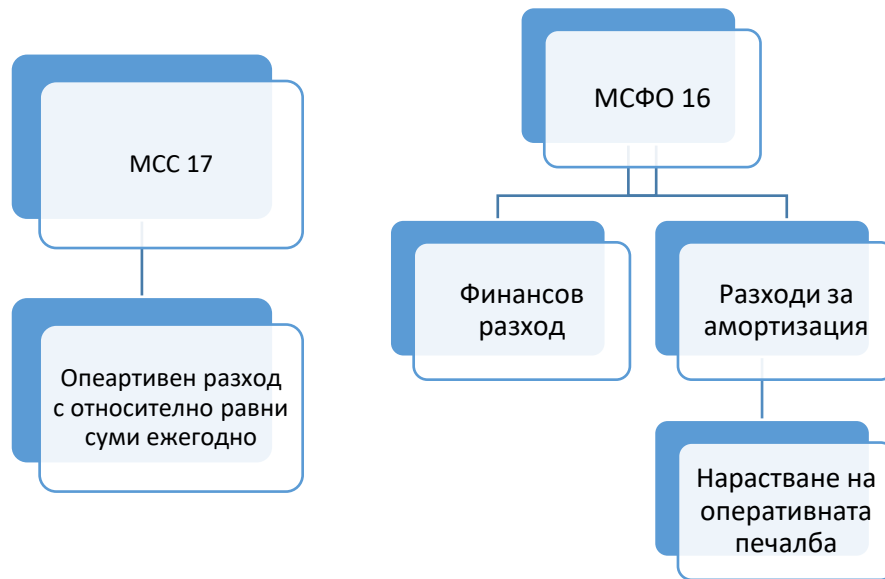 МСС 17
Опеартивен разход
с относително равни
суми ежегодно
МСФО 16
Финансов
разход
Разходи за
амортизация
Нарастване на
оперативната
печалба